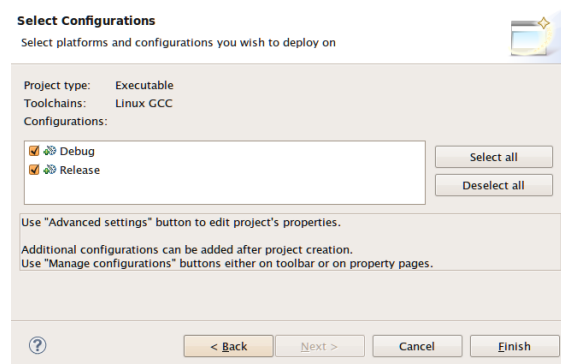 Select Configurations
Select platforms and configurations you wish to deploy on
Project type: Executable
Toolchains: Linux GCC
Configurations:
Debug
Release
Select all
Deselect all
Use "Advanced settings" button to edit project's properties.
Additional configurations can be added after project creation.
Use "Manage configurations" buttons either on toolbar or on property pages.
?
< Back
Next >
Cancel
Finish